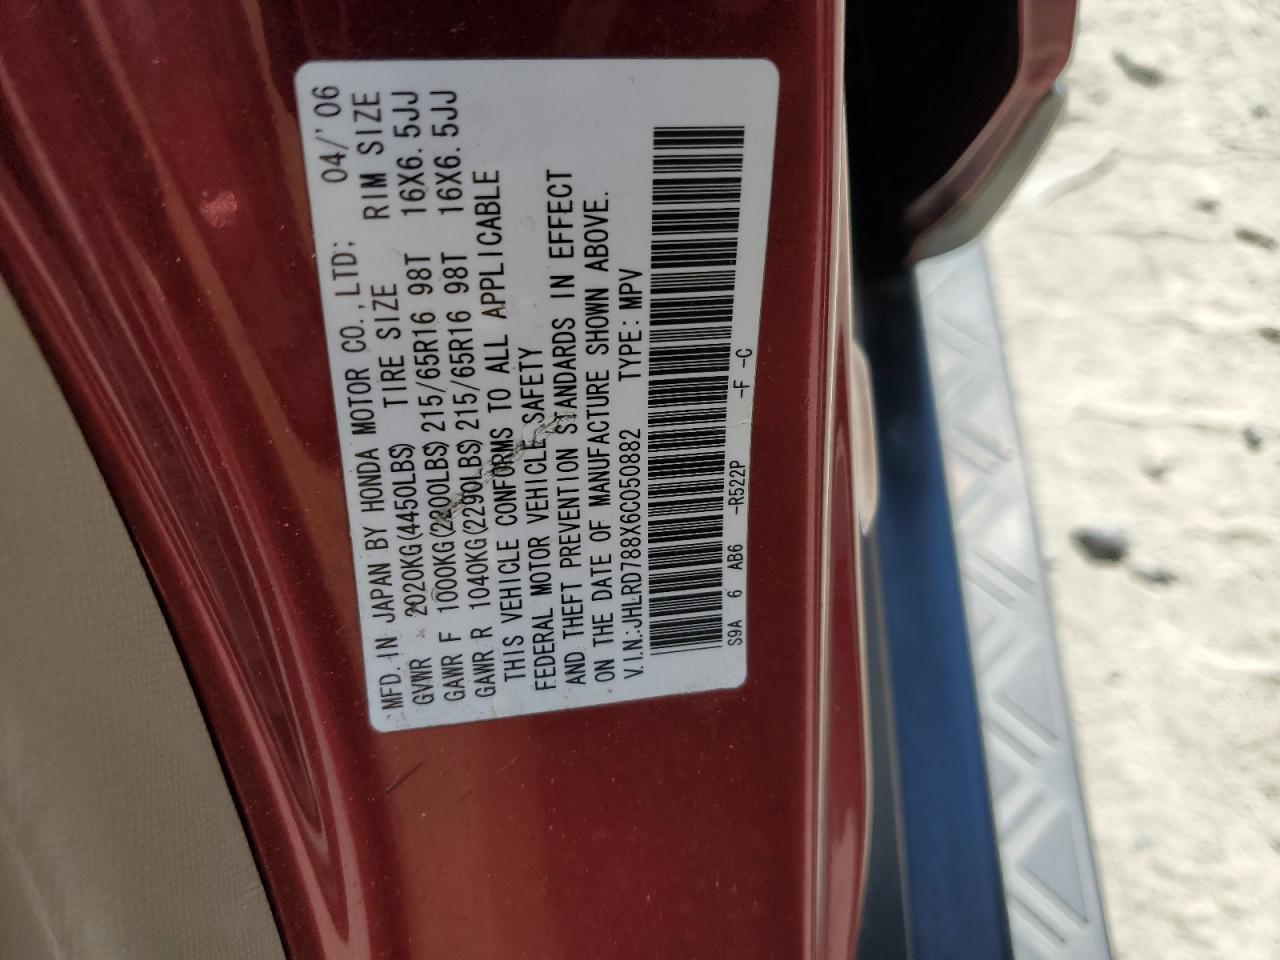 MFD. IN JAPAN BY HONDA MOTOR CO., LTD: 04/'06
GVWR 2020KG(4450LBS) TIRE SIZE RIM SIZE
GAWR F 1000KG(2200LBS) 215/65R16 98T 16X6.5JJ
GAWR R 1040KG(2290LBS) 215/65R16 98T 16X6.5JJ
THIS VEHICLE CONFORMS TO ALL APPLICABLE
FEDERAL MOTOR VEHICLE SAFETY
AND THEFT PREVENTION STANDARDS IN EFFECT
ON THE DATE OF MANUFACTURE SHOWN ABOVE.
V.I.N.:JHLRD788X6C050882 TYPE:MPV
S9A 6 AB6 -R522P -F -C